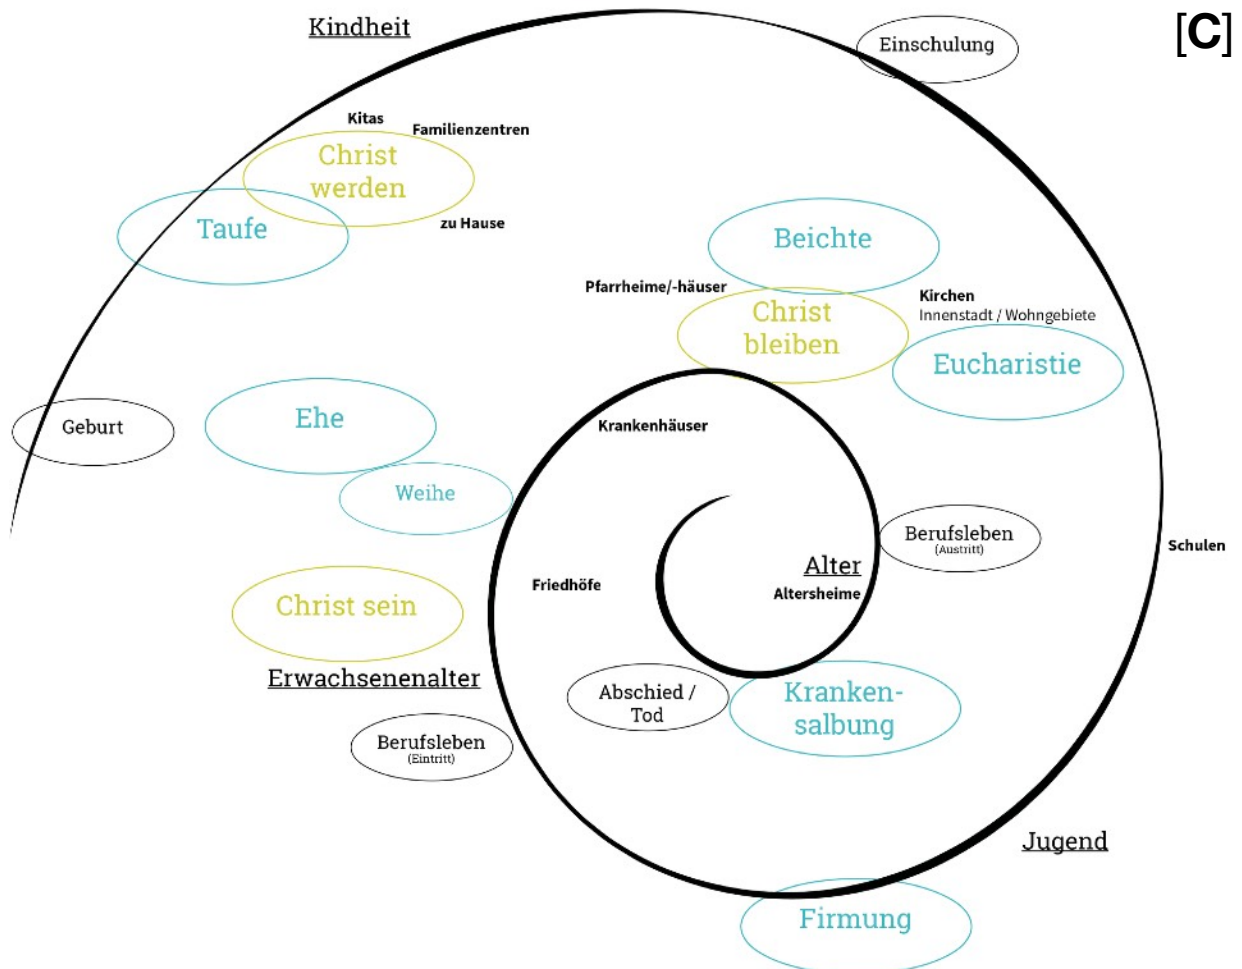 [C]
Kindheit
Einschulung
Kitas
Familienzentren
Christ
werden
zu Hause
Taufe
Beichte
Pfarrheime/-häuser
Christ
bleiben
Kirchen
Innenstadt / Wohngebiete
Eucharistie
Geburt
Ehe
Weihe
Krankenhäuser
Berufsleben
(Austritt)
Schulen
Alter
Altersheime
Friedhöfe
Christ sein
Erwachsenenalter
Abschied /
Tod
Kranken-
salbung
Berufsleben
(Eintritt)
Jugend
Firmung